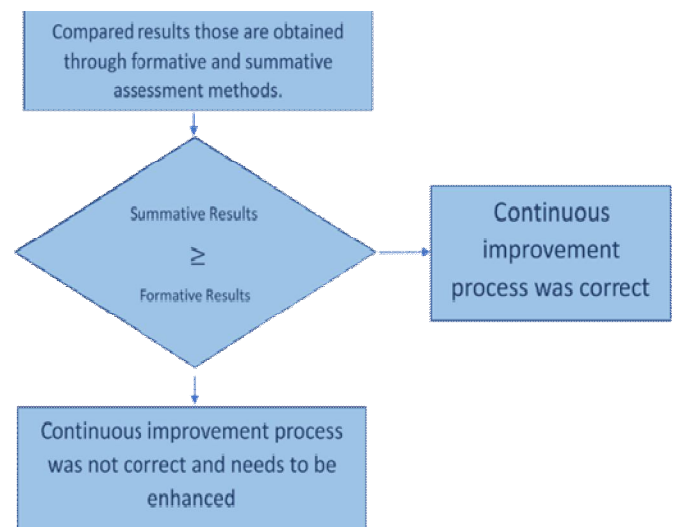 Compared results those are obtained
through formative and summative
assessment methods.
Summative Results
≥
Formative Results
Continuous
improvement
process was correct
Continuous improvement process
was not correct and needs to be
enhanced